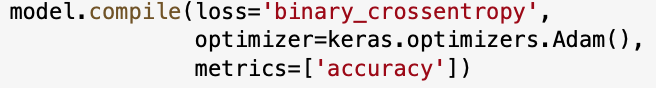 model.compile(loss='binary_crossentropy',
              optimizer=keras.optimizers.Adam(),
              metrics=['accuracy'])